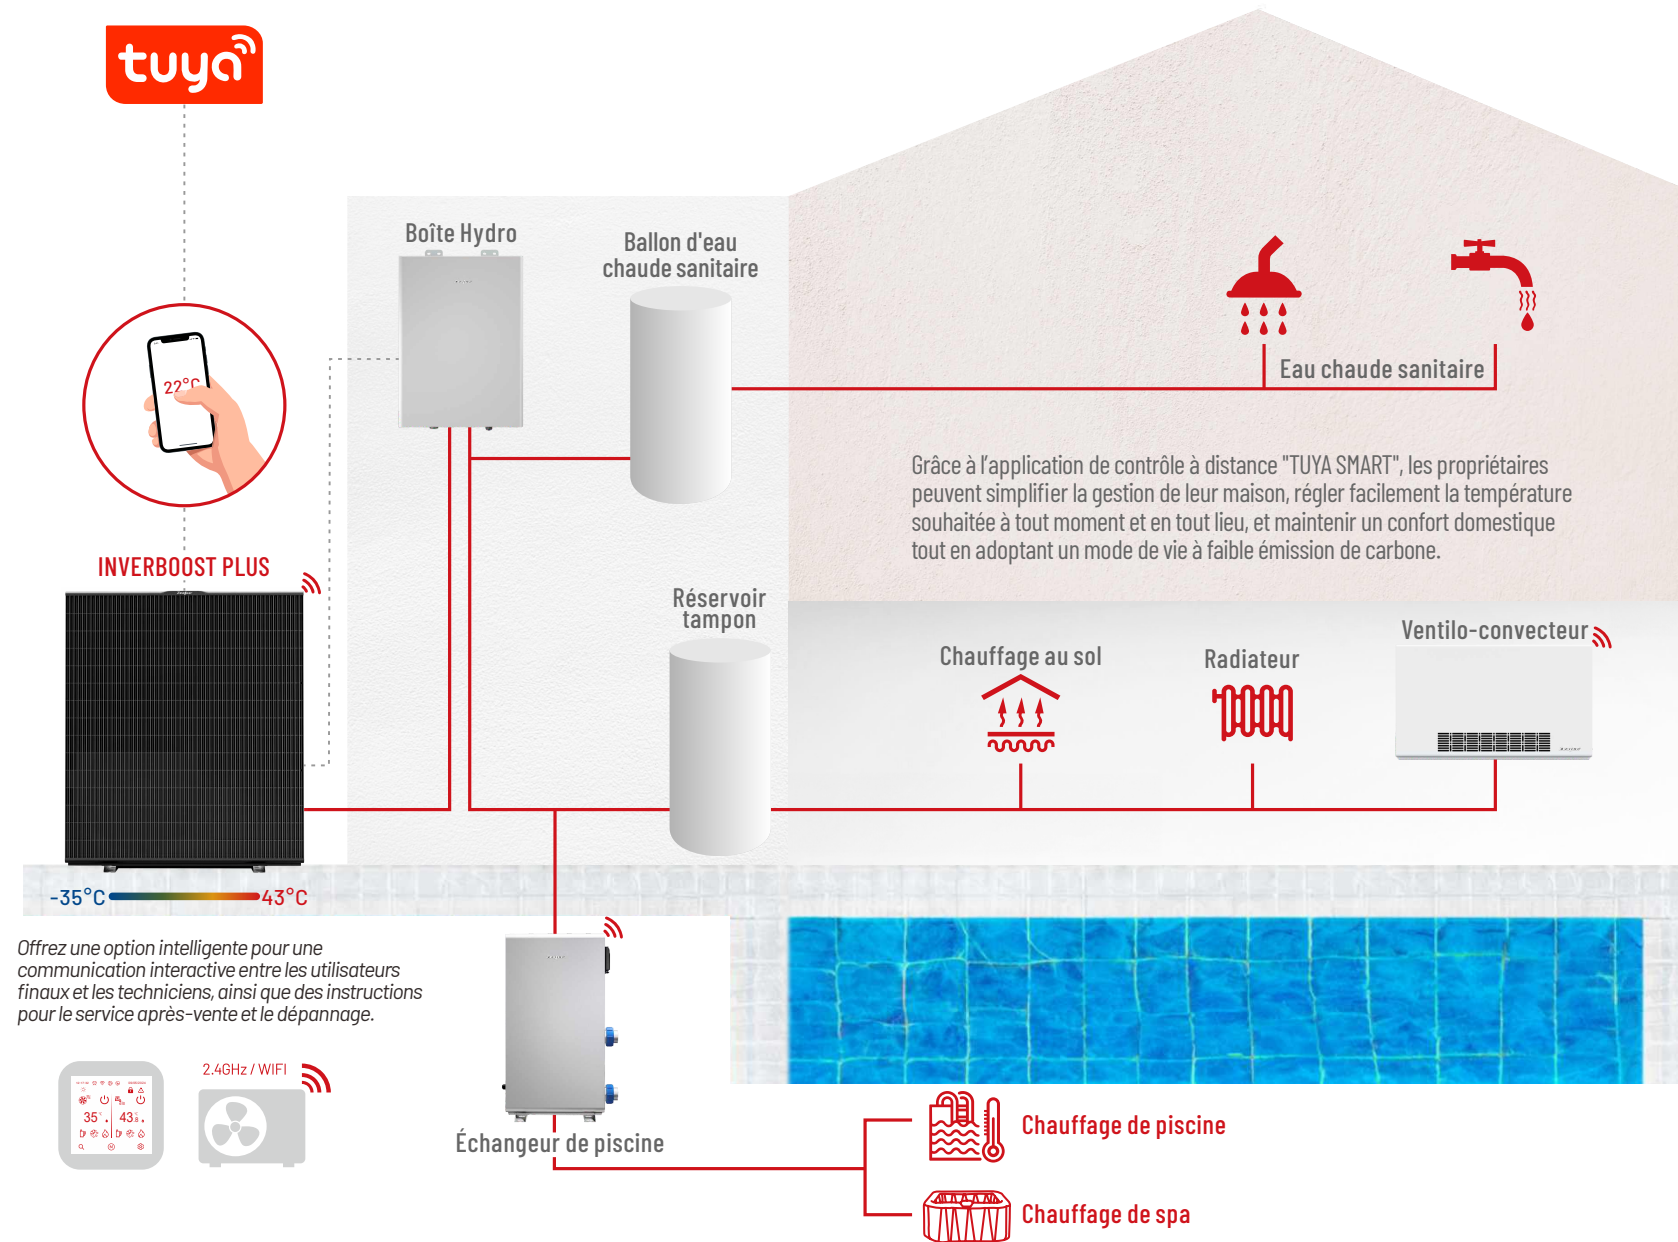 tuya
Boîte Hydro
Ballon d'eau
chaude sanitaire
22°C
Eau chaude sanitaire
Grâce à l’application de contrôle à distance "TUYA SMART", les propriétaires
peuvent simplifier la gestion de leur maison, régler facilement la température
souhaitée à tout moment et en tout lieu, et maintenir un confort domestique
tout en adoptant un mode de vie à faible émission de carbone.
INVERBOOST PLUS
Réservoir
tampon
Chauffage au sol
Radiateur
Ventilo-convecteur
-35°C
43°C
Offrez une option intelligente pour une
communication interactive entre les utilisateurs
finaux et les techniciens, ainsi que des instructions
pour le service après-vente et le dépannage.
2.4GHz / WIFI
35
43
Échangeur de piscine
Chauffage de piscine
Chauffage de spa